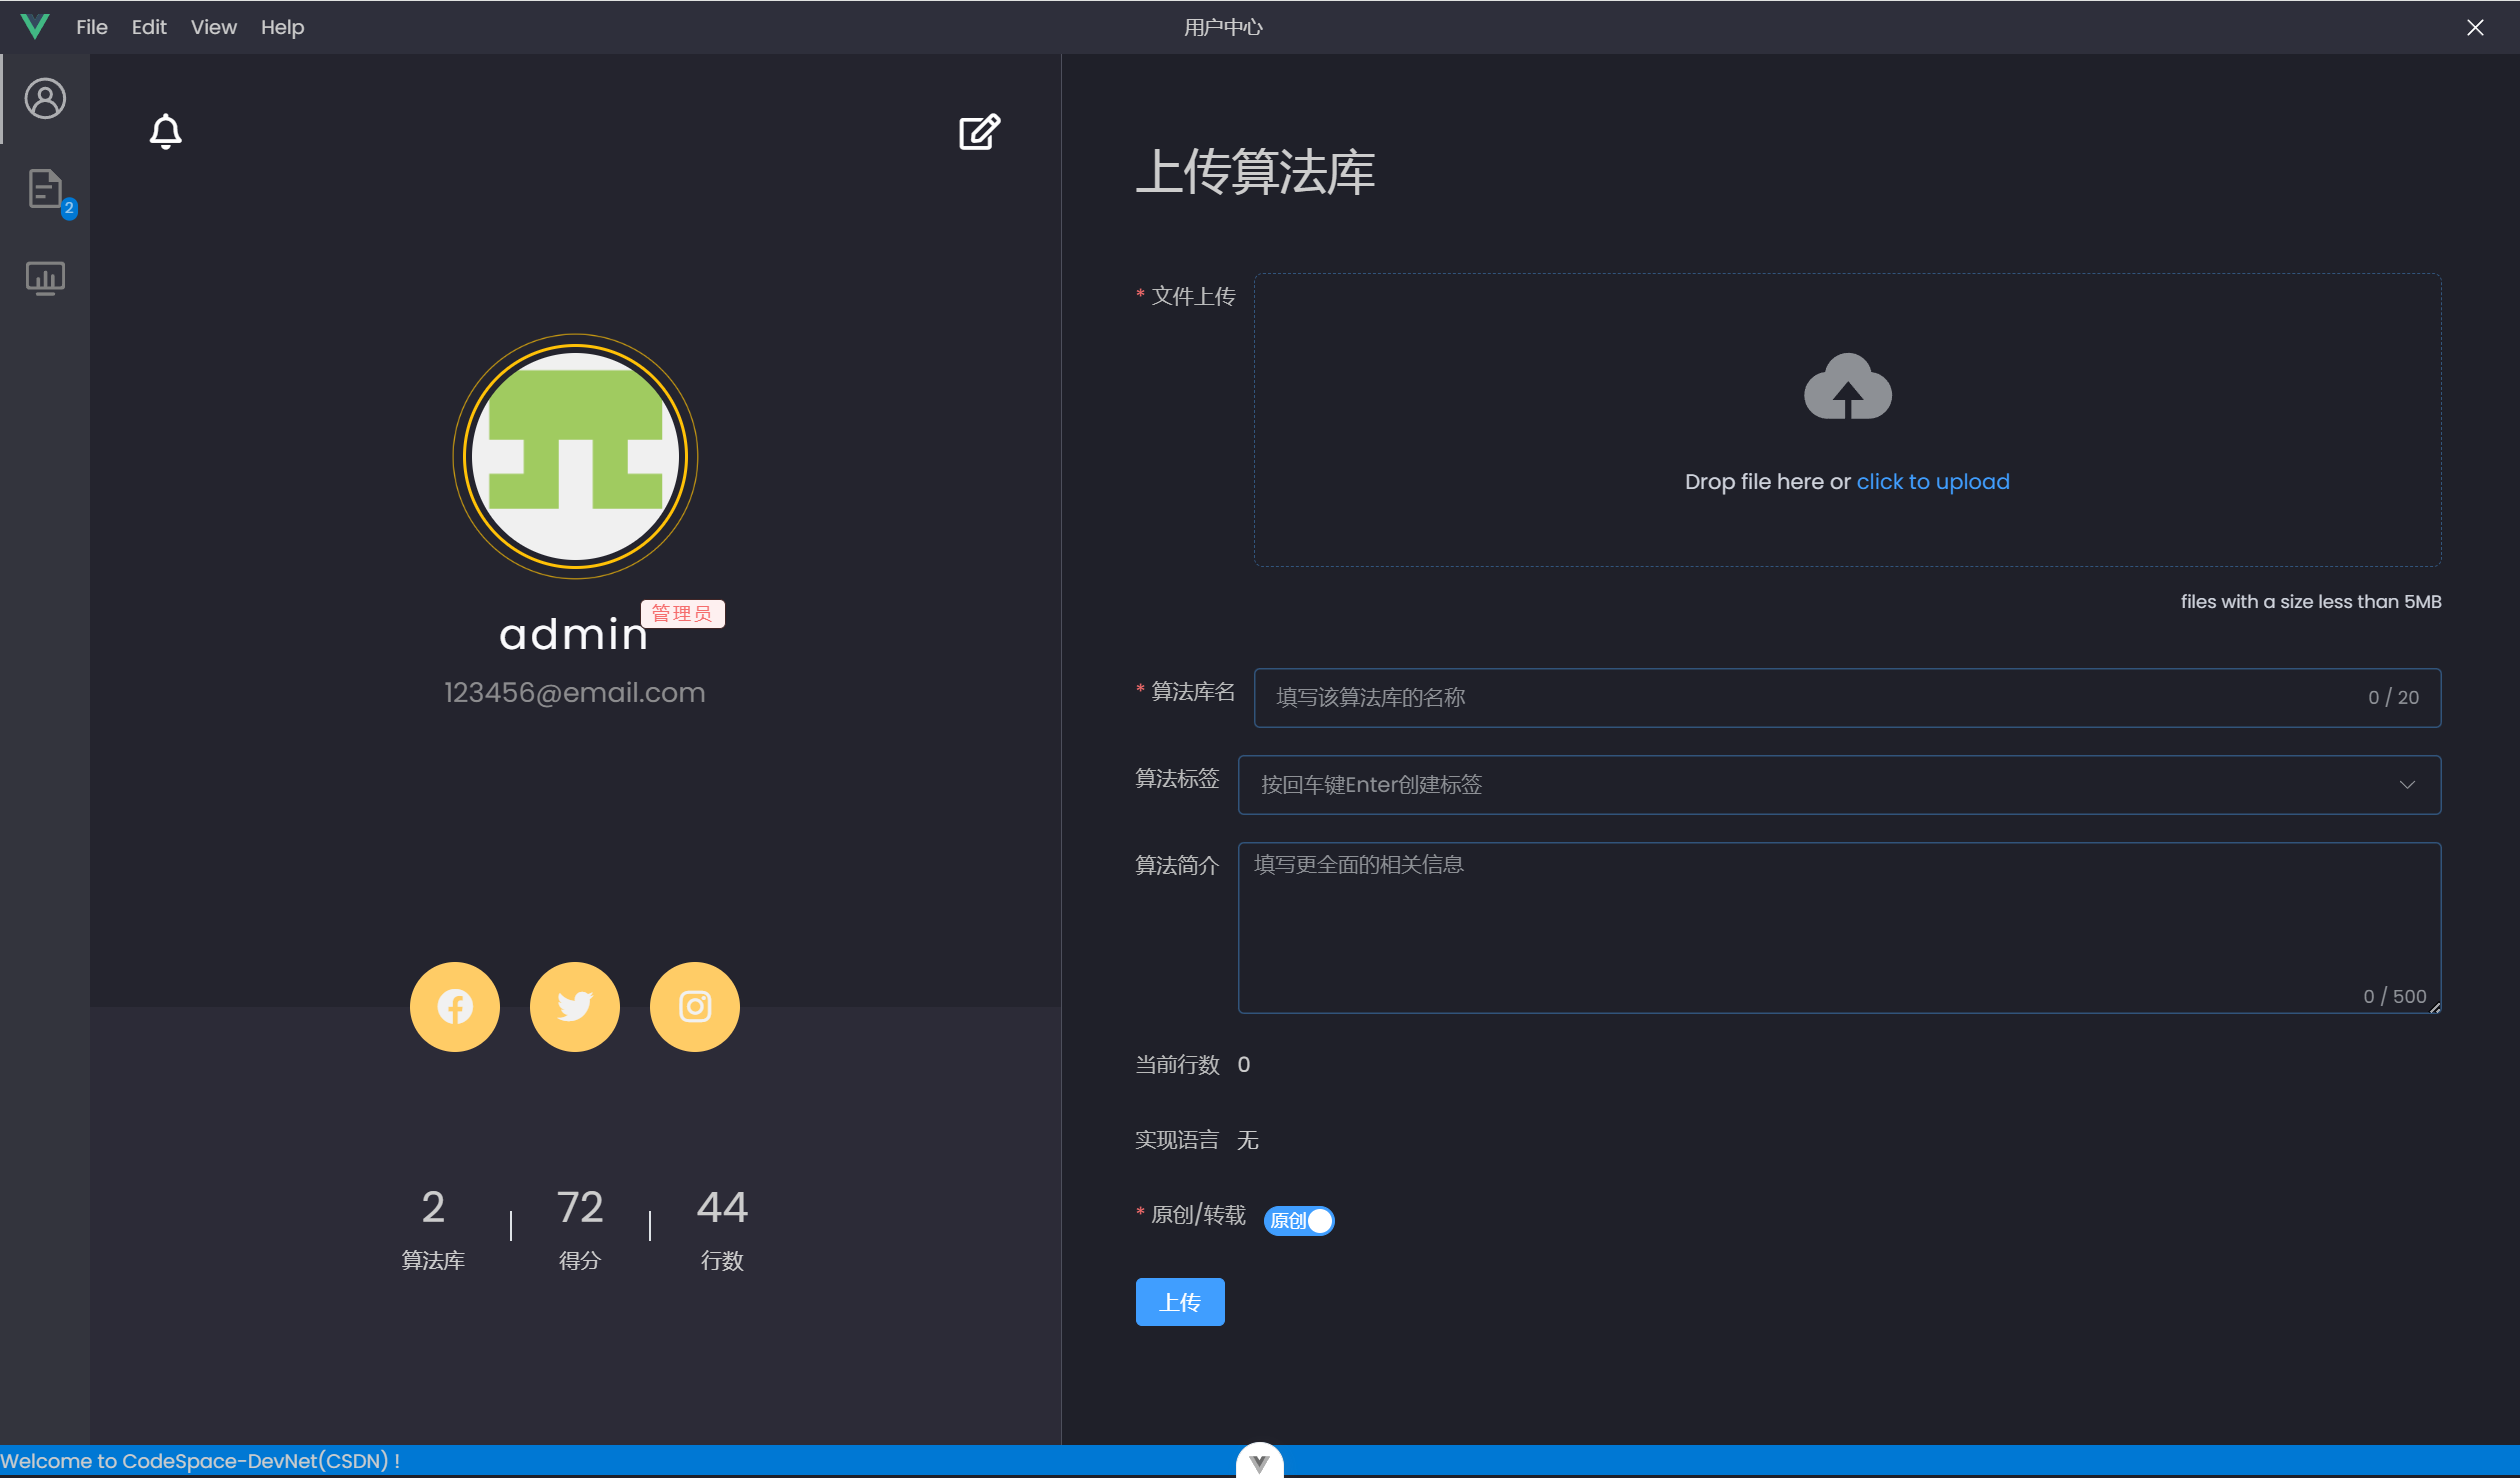 File Edit View Help
用户中心
2
admin
管理员
123456@email.com
2
72
44
算法库
得分
行数
上传算法库
* 文件上传
Drop file here or click to upload
files with a size less than 5MB
* 算法库名
填写该算法库的名称
0 / 20
算法标签
按回车键Enter创建标签
算法简介
填写更全面的相关信息
0 / 500
当前行数 0
实现语言 无
* 原创/转载 原创
上传
Welcome to CodeSpace-DevNet(CSDN) !